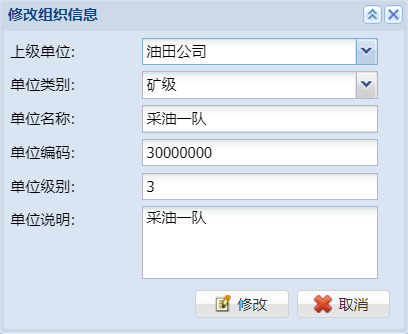 修改组织信息
上级单位: 油田公司
单位类别: 矿级
单位名称: 采油一队
单位编码: 30000000
单位级别: 3
单位说明: 采油一队
修改 取消